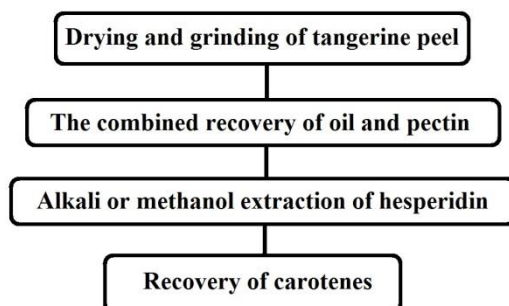 Drying and grinding of tangerine peel
The combined recovery of oil and pectin
Alkali or methanol extraction of hesperidin
Recovery of carotenes